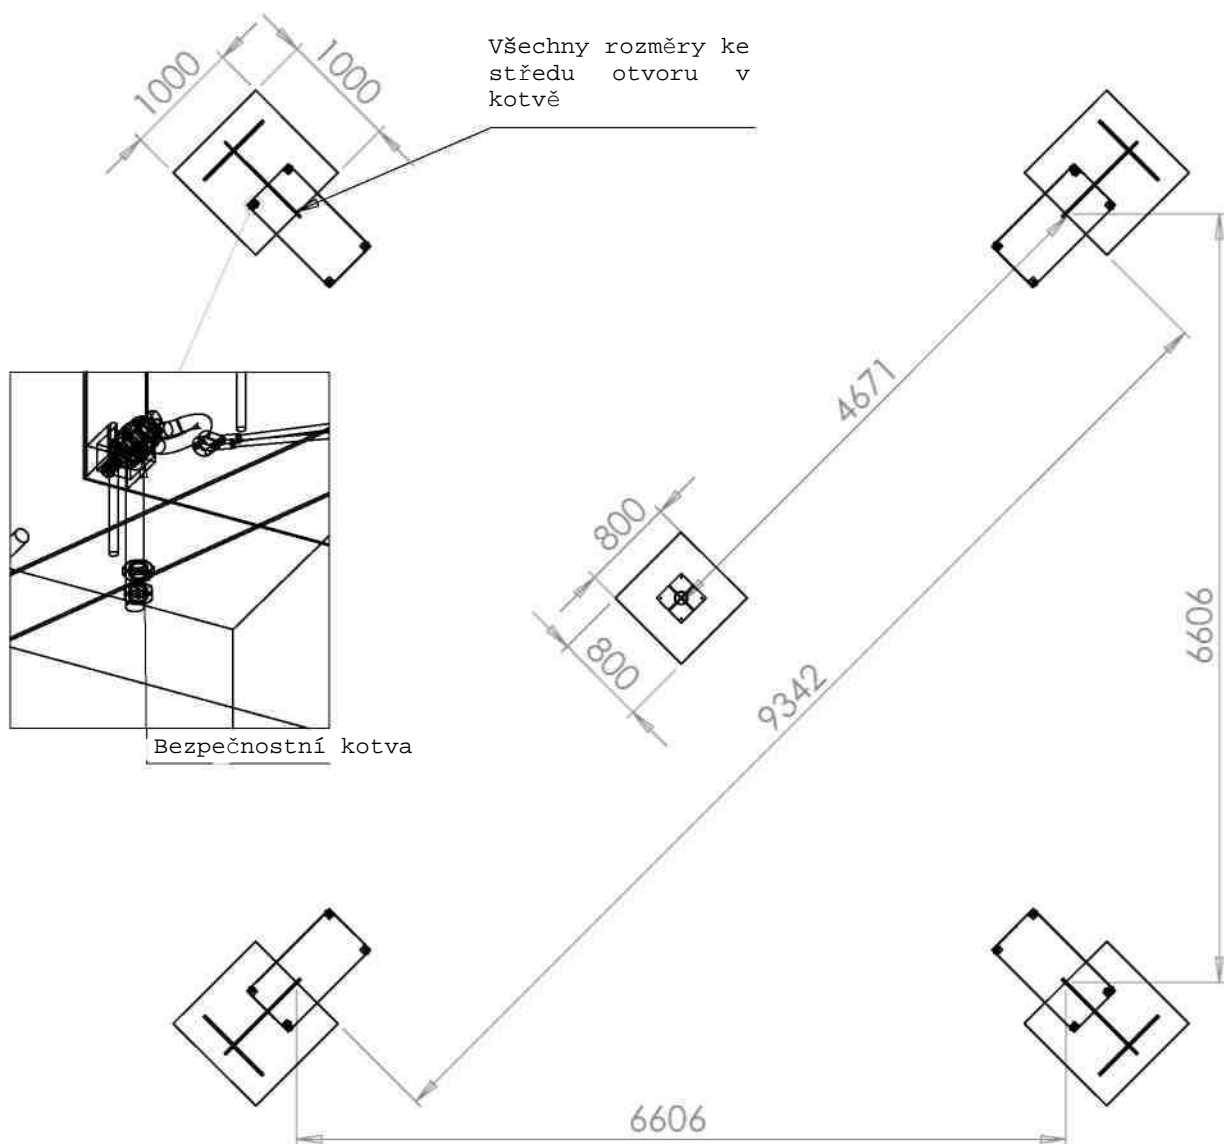 1000
1000
Všechny rozměry ke
středu otvoru v
kotvě
4671
800
800
9342
6606
Bezpečnostní kotva
6606